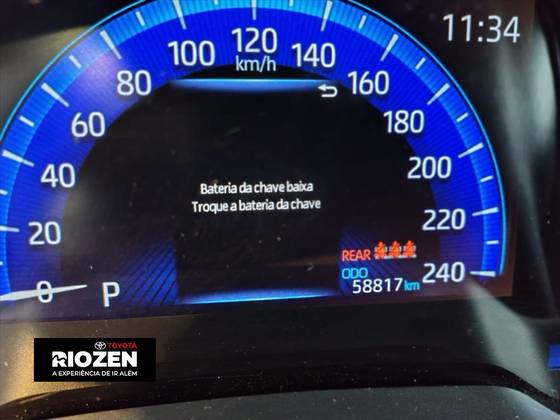 11:34
0
20
40
60
80
100
120
140
160
180
200
220
240
km/h
Bateria da chave baixa
Troque a bateria da chave
REAR
ODO
58817 km
P
TOYOTA
RIOZEN
A EXPERIÊNCIA DE IR ALÉM